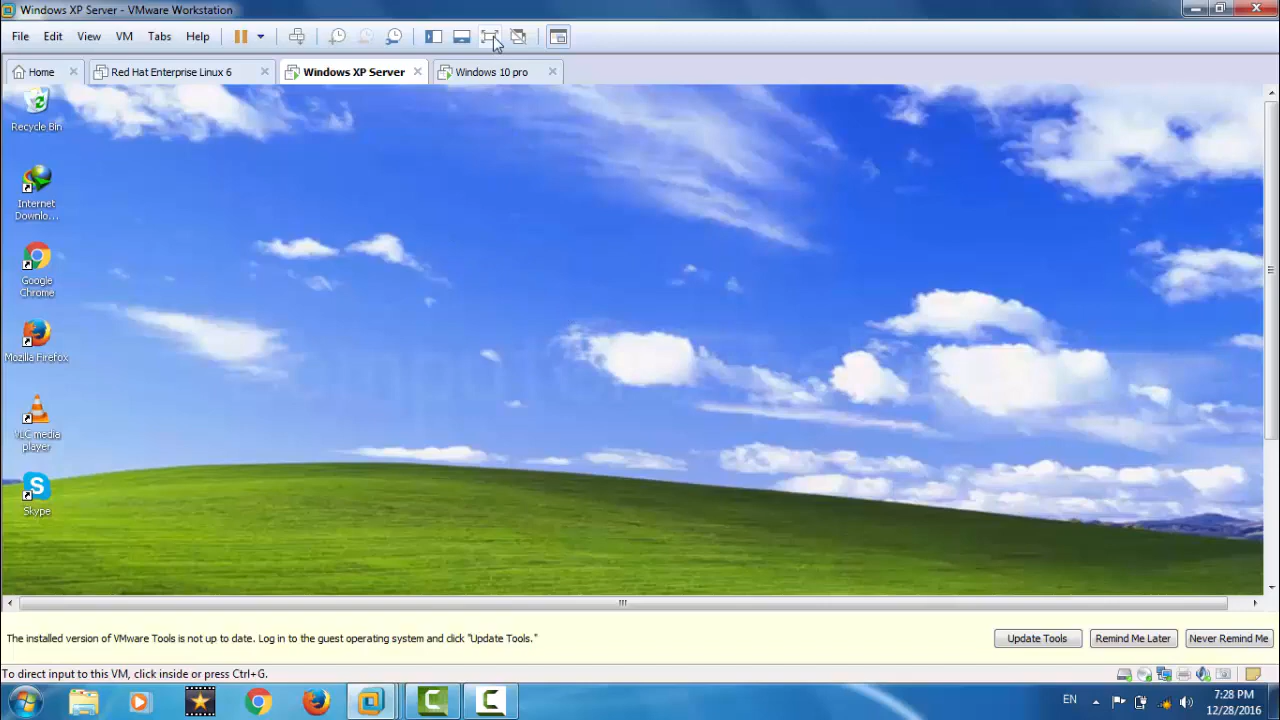 Windows XP Server - VMware Workstation
File Edit View VM Tabs Help
Home Red Hat Enterprise Linux 6 Windows XP Server Windows 10 pro
Recycle Bin
Internet
Downlo...
Google
Chrome
Mozilla Firefox
VLC media
player
Skype
The installed version of VMware Tools is not up to date. Log in to the guest operating system and click "Update Tools."
Update Tools Remind Me Later Never Remind Me
To direct input to this VM, click inside or press Ctrl+G.
EN
7:28 PM
12/28/2016